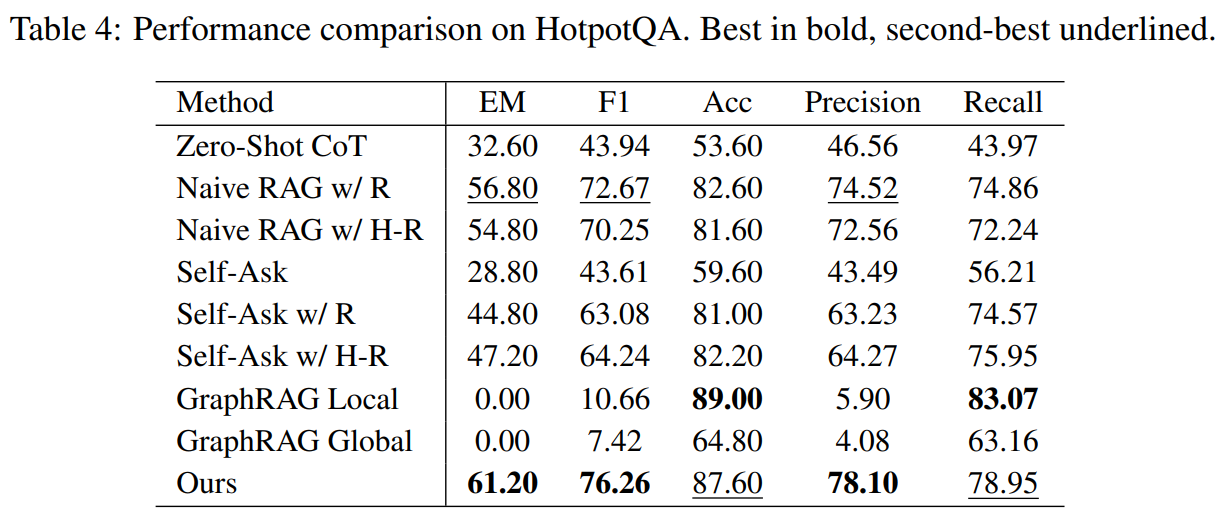 Table 4: Performance comparison on HotpotQA. Best in bold, second-best underlined.
Method EM F1 Acc Precision Recall
Zero-Shot CoT 32.60 43.94 53.60 46.56 43.97
Naive RAG w/ R 56.80 72.67 82.60 74.52 74.86
Naive RAG w/ H-R 54.80 70.25 81.60 72.56 72.24
Self-Ask 28.80 43.61 59.60 43.49 56.21
Self-Ask w/ R 44.80 63.08 81.00 63.23 74.57
Self-Ask w/ H-R 47.20 64.24 82.20 64.27 75.95
GraphRAG Local 0.00 10.66 89.00 5.90 83.07
GraphRAG Global 0.00 7.42 64.80 4.08 63.16
Ours 61.20 76.26 87.60 78.10 78.95